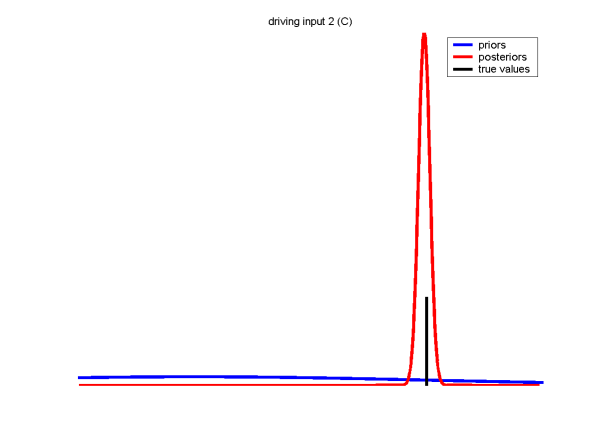 driving input 2 (C)
priors
posteriors
true values